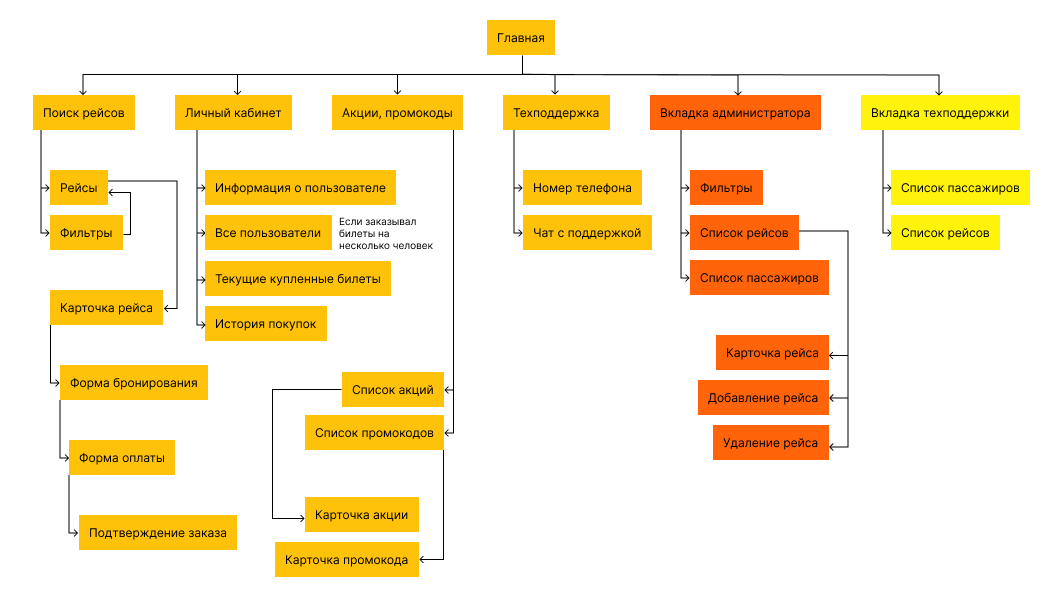 Главная
Поиск рейсов
Личный кабинет
Акции, промокоды
Техподдержка
Вкладка администратора
Вкладка техподдержки
Рейсы
Фильтры
Карточка рейса
Форма бронирования
Форма оплаты
Подтверждение заказа
Информация о пользователе
Все пользователи
Если заказывал
билеты на
несколько человек
Текущие купленные билеты
История покупок
Список акций
Список промокодов
Карточка акции
Карточка промокода
Номер телефона
Чат с поддержкой
Фильтры
Список рейсов
Список пассажиров
Карточка рейса
Добавление рейса
Удаление рейса
Список пассажиров
Список рейсов